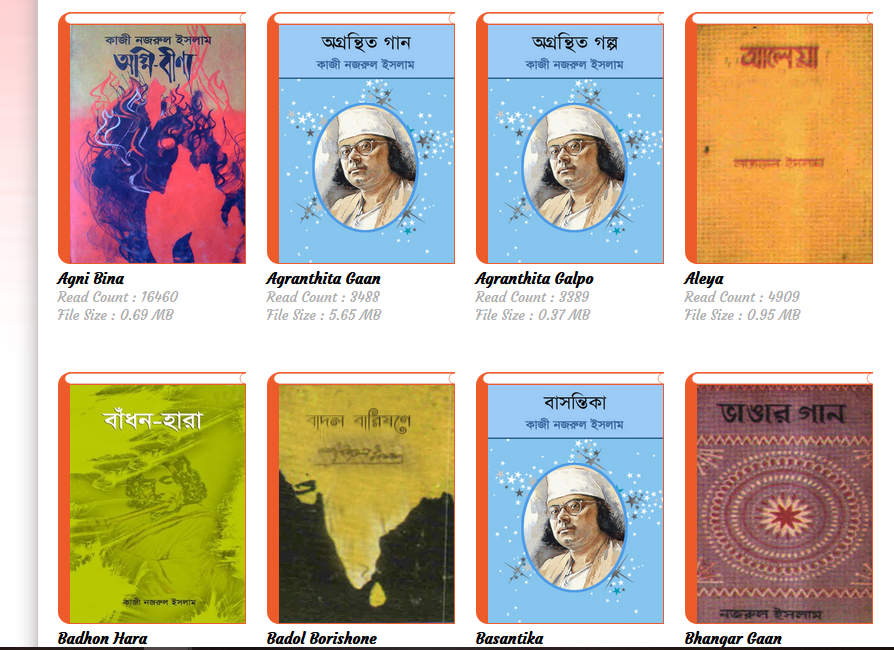 কাজী নজরুল ইসলাম
অগ্নি-বীণা
Agni Bina
Read Count : 16460
File Size : 0.69 MB
অগ্রন্থিত গান
কাজী নজরুল ইসলাম
Agranthita Gaan
Read Count : 3488
File Size : 5.65 MB
অগ্রন্থিত গল্প
কাজী নজরুল ইসলাম
Agranthita Galpo
Read Count : 3389
File Size : 0.37 MB
আলেয়া
নজরুল ইসলাম
Aleya
Read Count : 4909
File Size : 0.95 MB
বাঁধন-হারা
কাজী নজরুল ইসলাম
Badhon Hara
বাদল বরিষণে
Badol Borishone
বাসন্তিকা
কাজী নজরুল ইসলাম
Basantika
ভাঙার গান
নজরুল ইসলাম
Bhangar Gaan